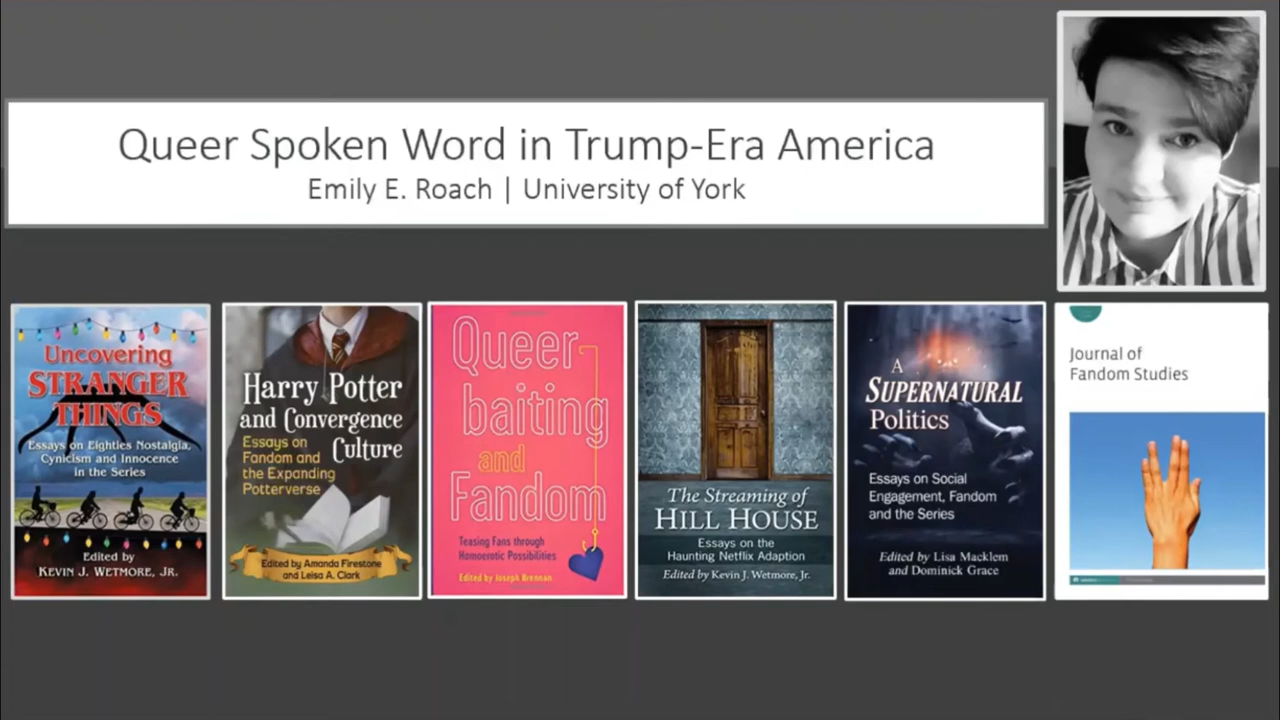 Queer Spoken Word in Trump-Era America
Emily E. Roach | University of York
Uncovering
STRANGER
THINGS
Essays on Eighties Nostalgia,
Cynicism and Innocence
in the Series
Edited by
KEVIN J. WETMORE, JR.
Harry Potter
and Convergence
Culture
Essays on
Fandom and
the Expanding
Potterverse
Edited by Amanda Firestone
and Leisa A. Clark
Queer
baiting
and
Fandom
Teasing Fans through
Homoerotic Possibilities
Edited by Joseph Brennan
The Streaming of
HILL HOUSE
Essays on the
Haunting Netflix Adaption
Edited by Kevin J. Wetmore, Jr.
A
SUPERNATURAL
Politics
Essays on Social
Engagement, Fandom
and the Series
Edited by Lisa Macklem
and Dominick Grace
Journal of
Fandom Studies